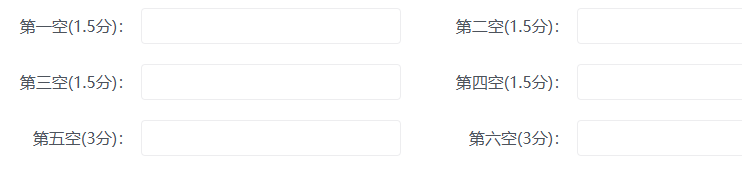 第一空(1.5分)： 第二空(1.5分)：
第三空(1.5分)： 第四空(1.5分)：
第五空(3分)： 第六空(3分)：